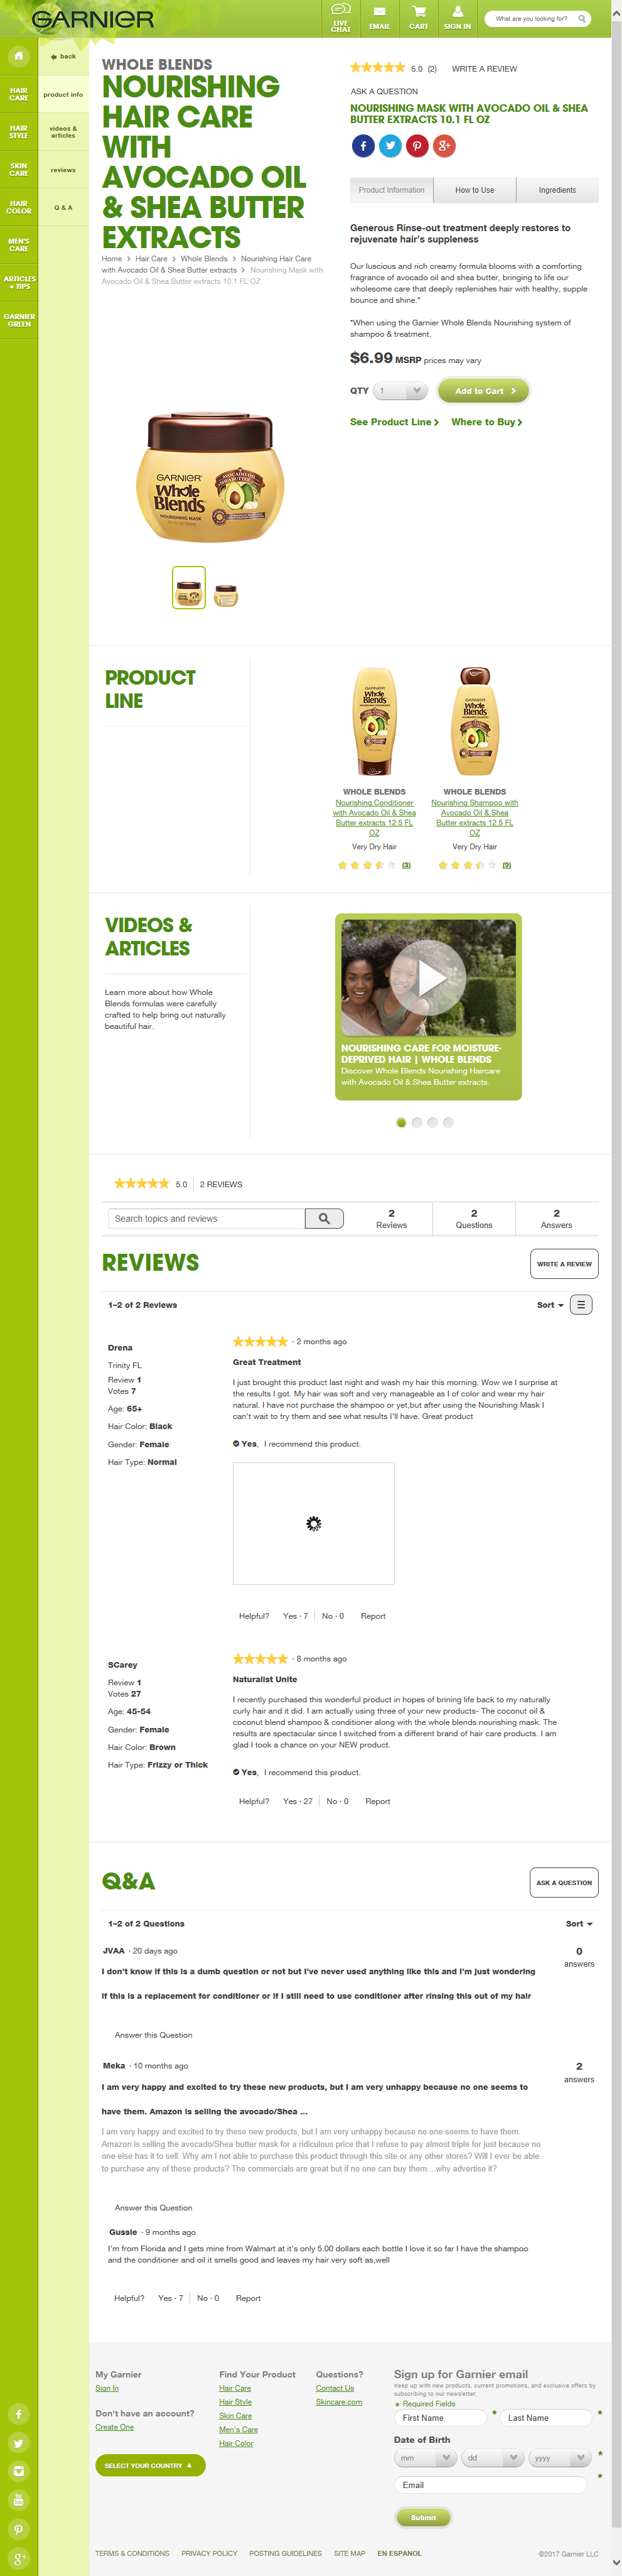 GARNIER
LIVE CHAT
EMAIL
CART
SIGN IN
What are you looking for?
HAIR CARE
HAIR STYLE
SKIN CARE
HAIR COLOR
MEN'S CARE
ARTICLES + TIPS
GARNIER GREEN
back
product info
videos & articles
reviews
Q & A
WHOLE BLENDS
NOURISHING
HAIR CARE
WITH
AVOCADO OIL
& SHEA BUTTER
EXTRACTS
Home > Hair Care > Whole Blends > Nourishing Hair Care
with Avocado Oil & Shea Butter extracts > Nourishing Mask with
Avocado Oil & Shea Butter extracts 10.1 FL OZ
5.0 (2) WRITE A REVIEW
ASK A QUESTION
NOURISHING MASK WITH AVOCADO OIL & SHEA
BUTTER EXTRACTS 10.1 FL OZ
Product Information
How to Use
Ingredients
Generous Rinse-out treatment deeply restores to
rejuvenate hair's suppleness
Our luscious and rich creamy formula blooms with a comforting
fragrance of avocado oil and shea butter, bringing to life our
wholesome care that deeply replenishes hair with healthy, supple
bounce and shine.*
*When using the Garnier Whole Blends Nourishing system of
shampoo & treatment.
$6.99 MSRP prices may vary
QTY 1 Add to Cart
See Product Line Where to Buy
GARNIER
Whole
Blends
NOURISHING MASK
PRODUCT
LINE
WHOLE BLENDS
Nourishing Conditioner
with Avocado Oil & Shea
Butter extracts 12.5 FL
OZ
Very Dry Hair
(3)
WHOLE BLENDS
Nourishing Shampoo with
Avocado Oil & Shea
Butter extracts 12.5 FL
OZ
Very Dry Hair
(9)
VIDEOS &
ARTICLES
Learn more about how Whole
Blends formulas were carefully
crafted to help bring out naturally
beautiful hair.
NOURISHING CARE FOR MOISTURE-
DEPRIVED HAIR | WHOLE BLENDS
Discover Whole Blends Nourishing Haircare
with Avocado Oil & Shea Butter extracts.
5.0 2 REVIEWS
Search topics and reviews
2 Reviews
2 Questions
2 Answers
REVIEWS
WRITE A REVIEW
1–2 of 2 Reviews
Sort
Drena
Trinity FL
Review 1
Votes 7
Age: 65+
Hair Color: Black
Gender: Female
Hair Type: Normal
· 2 months ago
Great Treatment
I just brought this product last night and wash my hair this morning. Wow we I surprise at
the results I got. My hair was soft and very manageable as I of color and wear my hair
natural. I have not purchase the shampoo or yet,but after using the Nourishing Mask I
can't wait to try them and see what results I'll have. Great product
Yes, I recommend this product.
Helpful? Yes · 7 No · 0 Report
SCarey
Review 1
Votes 27
Age: 45-54
Gender: Female
Hair Color: Brown
Hair Type: Frizzy or Thick
· 8 months ago
Naturalist Unite
I recently purchased this wonderful product in hopes of brining life back to my naturally
curly hair and it did. I am actually using three of your new products- The coconut oil &
coconut blend shampoo & conditioner along with the whole blends nourishing mask. The
results are spectacular since I switched from a different brand of hair care products. I am
glad I took a chance on your NEW product.
Yes, I recommend this product.
Helpful? Yes · 27 No · 0 Report
Q&A
ASK A QUESTION
1–2 of 2 Questions
Sort
JVAA · 20 days ago
0 answers
I don't know if this is a dumb question or not but I've never used anything like this and I'm just wondering
if this is a replacement for conditioner or if I still need to use conditioner after rinsing this out of my hair
Answer this Question
Meka · 10 months ago
2 answers
I am very happy and excited to try these new products, but I am very unhappy because no one seems to
have them. Amazon is selling the avocado/Shea ...
I am very happy and excited to try these new products, but I am very unhappy because no one seems to have them.
Amazon is selling the avocado/Shea butter mask for a ridiculous price that I refuse to pay almost triple for just because no
one else has it to sell. Why am I not able to purchase this product through this site or any other stores? Will I ever be able
to purchase any of these products? The commercials are great but if no one can buy them....why advertise it?
Answer this Question
Gussie · 9 months ago
I'm from Florida and I gets mine from Walmart at it's only 5.00 dollars each bottle I love it so far I have the shampoo
and the conditioner and oil it smells good and leaves my hair very soft as,well
Helpful? Yes · 7 No · 0 Report
My Garnier
Sign In
Don't have an account?
Create One
SELECT YOUR COUNTRY
Find Your Product
Hair Care
Hair Style
Skin Care
Men's Care
Hair Color
Questions?
Contact Us
Skincare.com
Sign up for Garnier email
Keep up with new products, current promotions, and exclusive offers by
subscribing to our newsletter.
* Required Fields
First Name * Last Name *
Date of Birth
mm dd yyyy *
Email *
Submit
TERMS & CONDITIONS PRIVACY POLICY POSTING GUIDELINES SITE MAP EN ESPANOL
©2017 Garnier LLC